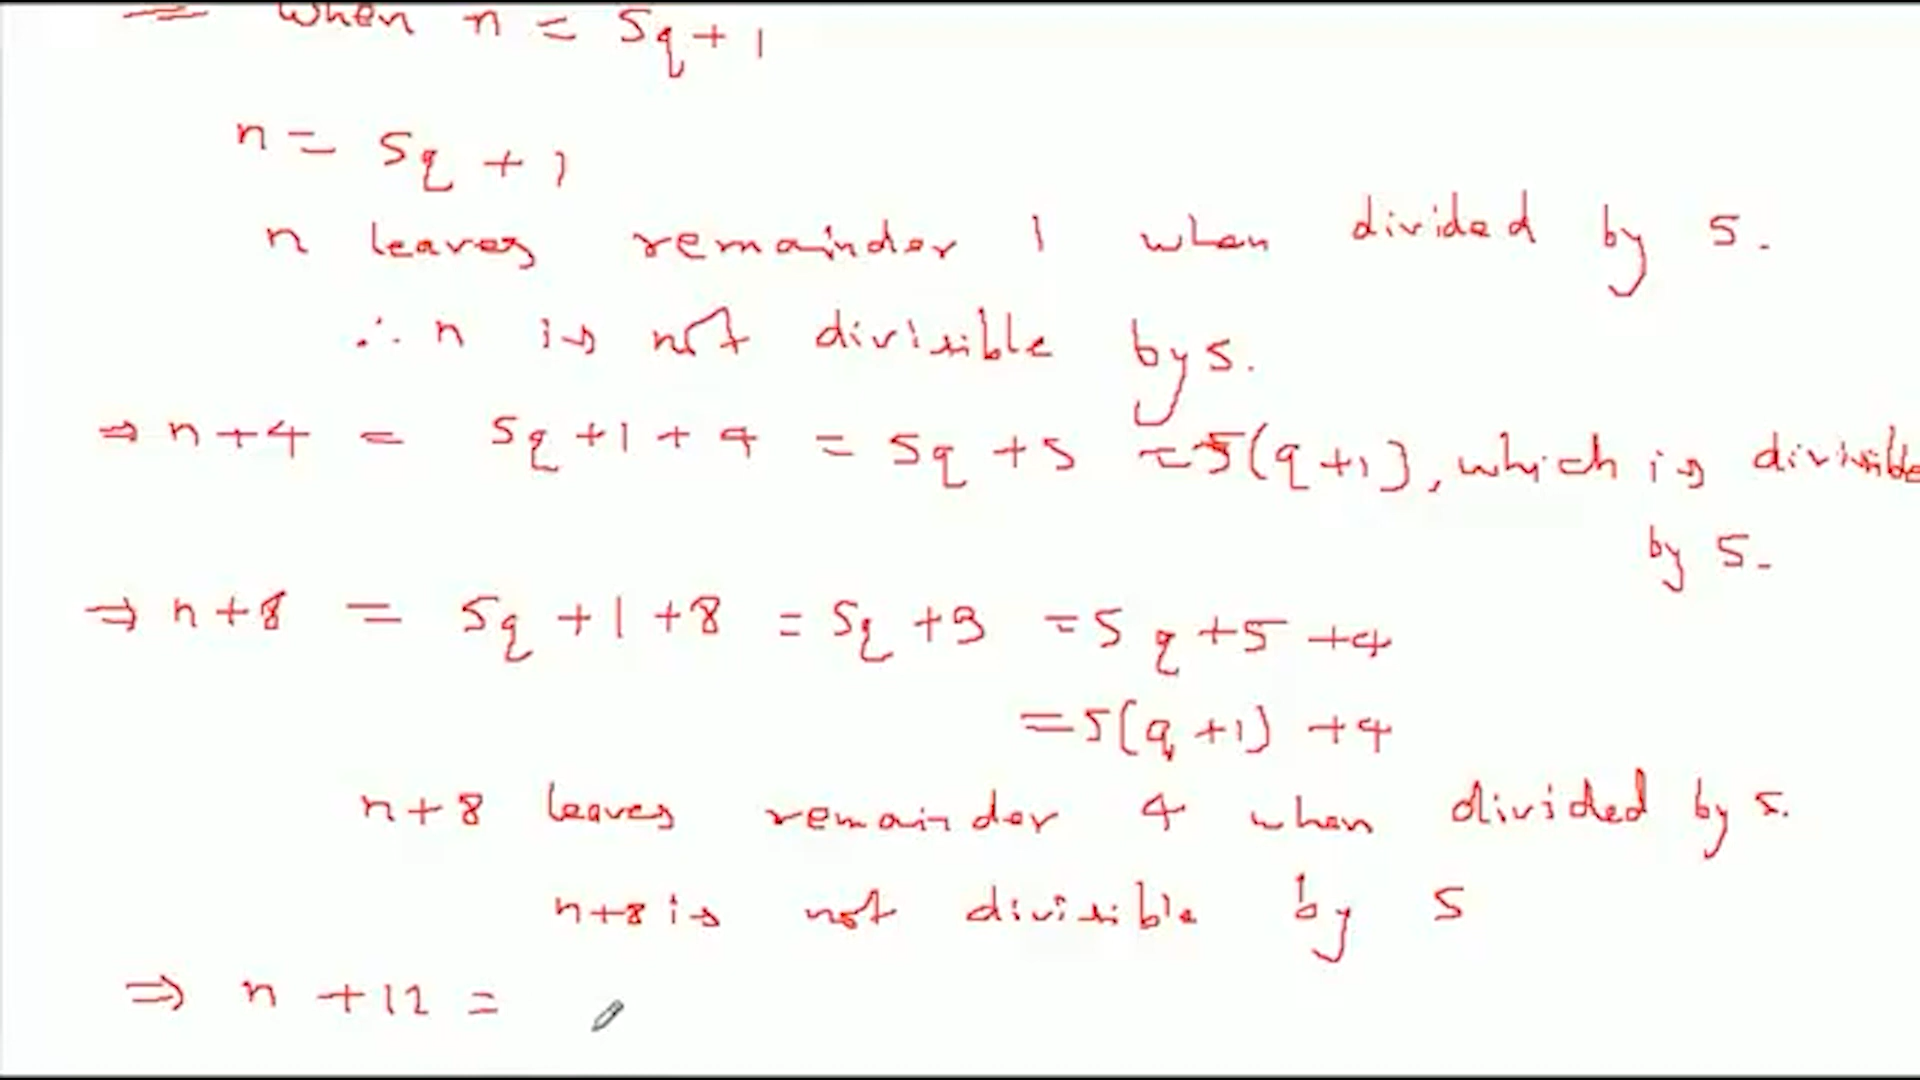 when n = 5q + 1
n = 5q + 1
n leaves remainder 1 when divided by 5.
∴ n is not divisible by 5.
⇒ n + 4 = 5q + 1 + 4 = 5q + 5 = 5(q + 1), which is divisible
by 5.
⇒ n + 8 = 5q + 1 + 8 = 5q + 9 = 5q + 5 + 4
= 5(q + 1) + 4
n + 8 leaves remainder 4 when divided by 5.
n + 8 is not divisible by 5
⇒ n + 12 =